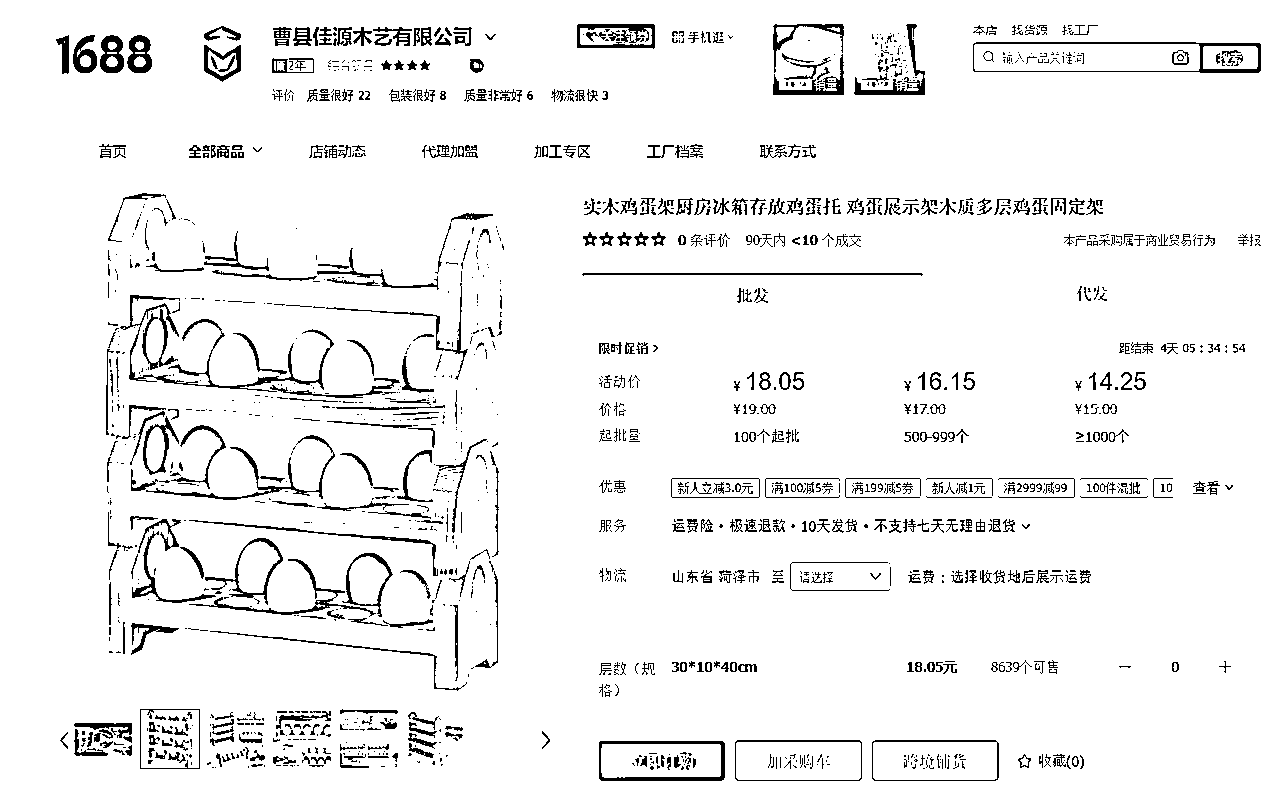 1688
曹县佳源木艺有限公司
2年 综合 ★★★★
评价 质量很好 22 包装很好 8 质量非常好 6 物流很快 3
手机逛
销量 销量
本店 找货源 找工厂
输入产品关键词 搜索
首页 全部商品 店铺动态 代理加盟 加工专区 工厂档案 联系方式
实木鸡蛋架厨房冰箱存放鸡蛋托 鸡蛋展示架木质多层鸡蛋固定架
0 条评价 90天内 <10 个成交 本产品采购属于商业贸易行为 举报
批发 代发
限时促销 > 距结束 4天 05 : 34 : 54
活动价 ¥ 18.05 ¥ 16.15 ¥ 14.25
价格 ¥19.00 ¥17.00 ¥15.00
起批量 100个起批 500-999个 ≥1000个
优惠 新人立减3.0元 满100减5券 满199减5券 新人减1元 满2999减99 100件混批 10 查看
服务 运费险 · 极速退款 · 10天发货 · 不支持七天无理由退货
物流 山东省 菏泽市 至 请选择 运费：选择收货地后展示运费
层数（规格） 30*10*40cm 18.05元 8639个可售 — 0 +
立即订购 加采购车 跨境铺货 收藏(0)